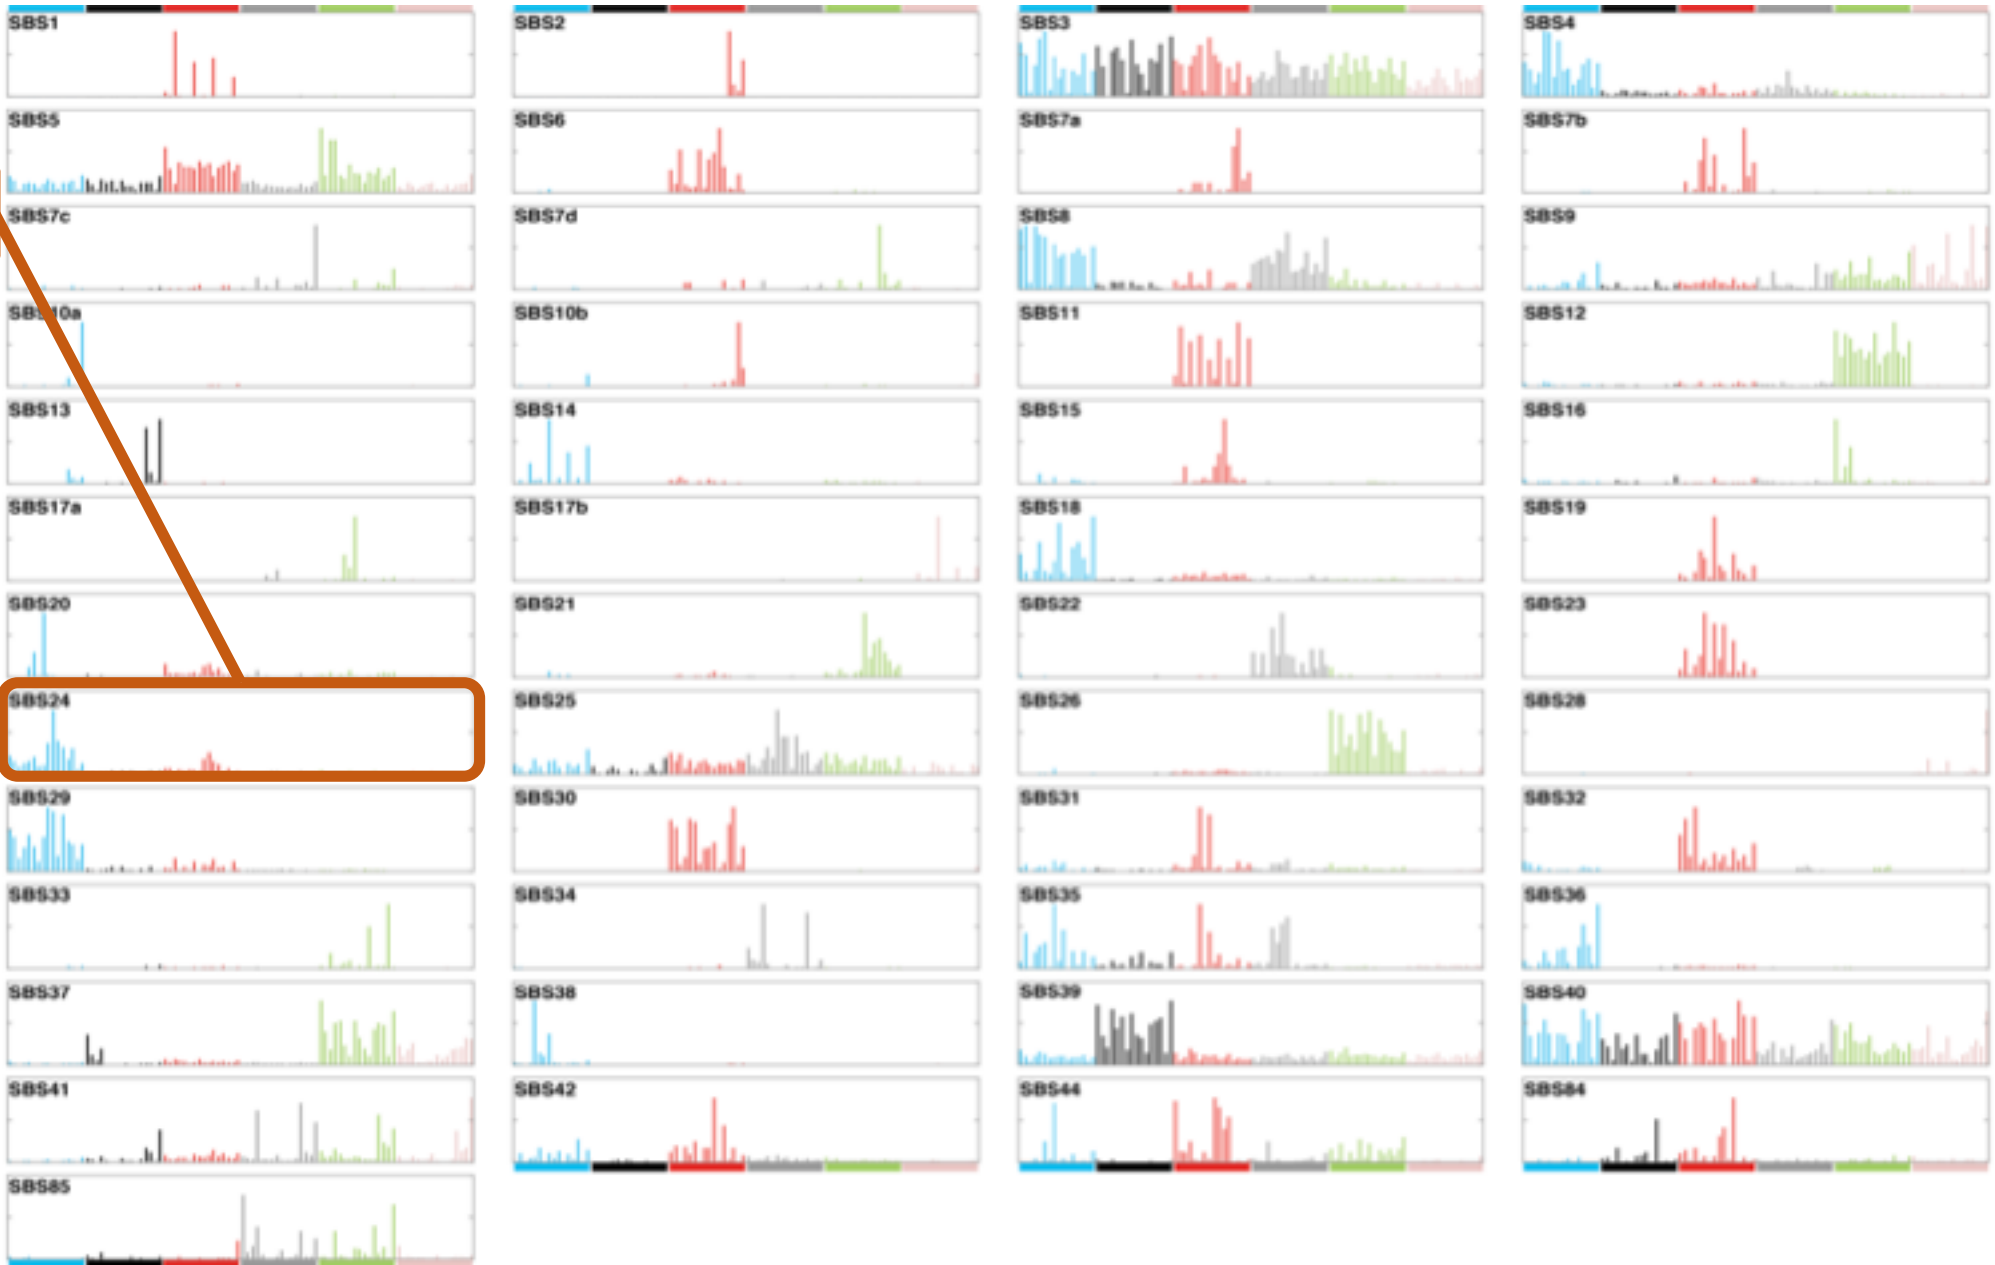 SBS1 SBS2 SBS3 SBS4
SBS5 SBS6 SBS7a SBS7b
SBS7c SBS7d SBS8 SBS9
SBS10a SBS10b SBS11 SBS12
SBS13 SBS14 SBS15 SBS16
SBS17a SBS17b SBS18 SBS19
SBS20 SBS21 SBS22 SBS23
SBS24 SBS25 SBS26 SBS28
SBS29 SBS30 SBS31 SBS32
SBS33 SBS34 SBS35 SBS36
SBS37 SBS38 SBS39 SBS40
SBS41 SBS42 SBS44 SBS84
SBS85